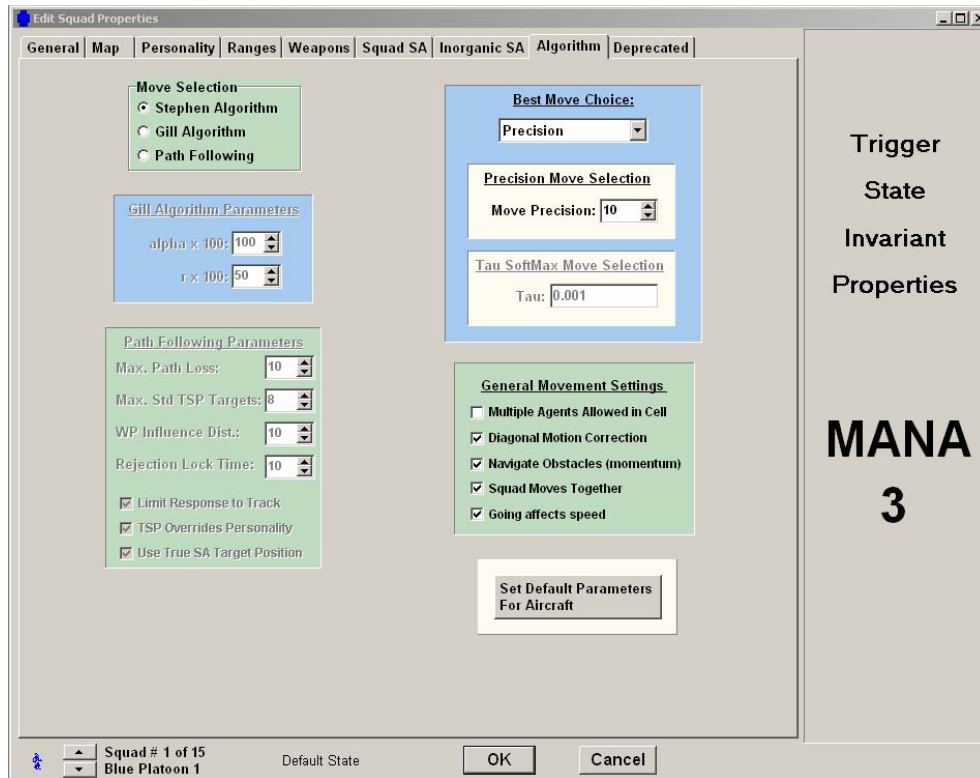 Edit Squad Properties
General Map Personality Ranges Weapons Squad SA Inorganic SA Algorithm Deprecated
Move Selection
Stephen Algorithm
Gill Algorithm
Path Following
Gill Algorithm Parameters
alpha x 100: 100
r x 100: 50
Path Following Parameters
Max. Path Loss: 10
Max. Std TSP Targets: 8
WP Influence Dist.: 10
Rejection Lock Time: 10
Limit Response to Track
TSP Overrides Personality
Use True SA Target Position
Best Move Choice:
Precision
Precision Move Selection
Move Precision: 10
Tau SoftMax Move Selection
Tau: 0.001
General Movement Settings
Multiple Agents Allowed in Cell
Diagonal Motion Correction
Navigate Obstacles (momentum)
Squad Moves Together
Going affects speed
Set Default Parameters
For Aircraft
Trigger
State
Invariant
Properties
MANA
3
Squad # 1 of 15
Blue Platoon 1
Default State
OK
Cancel